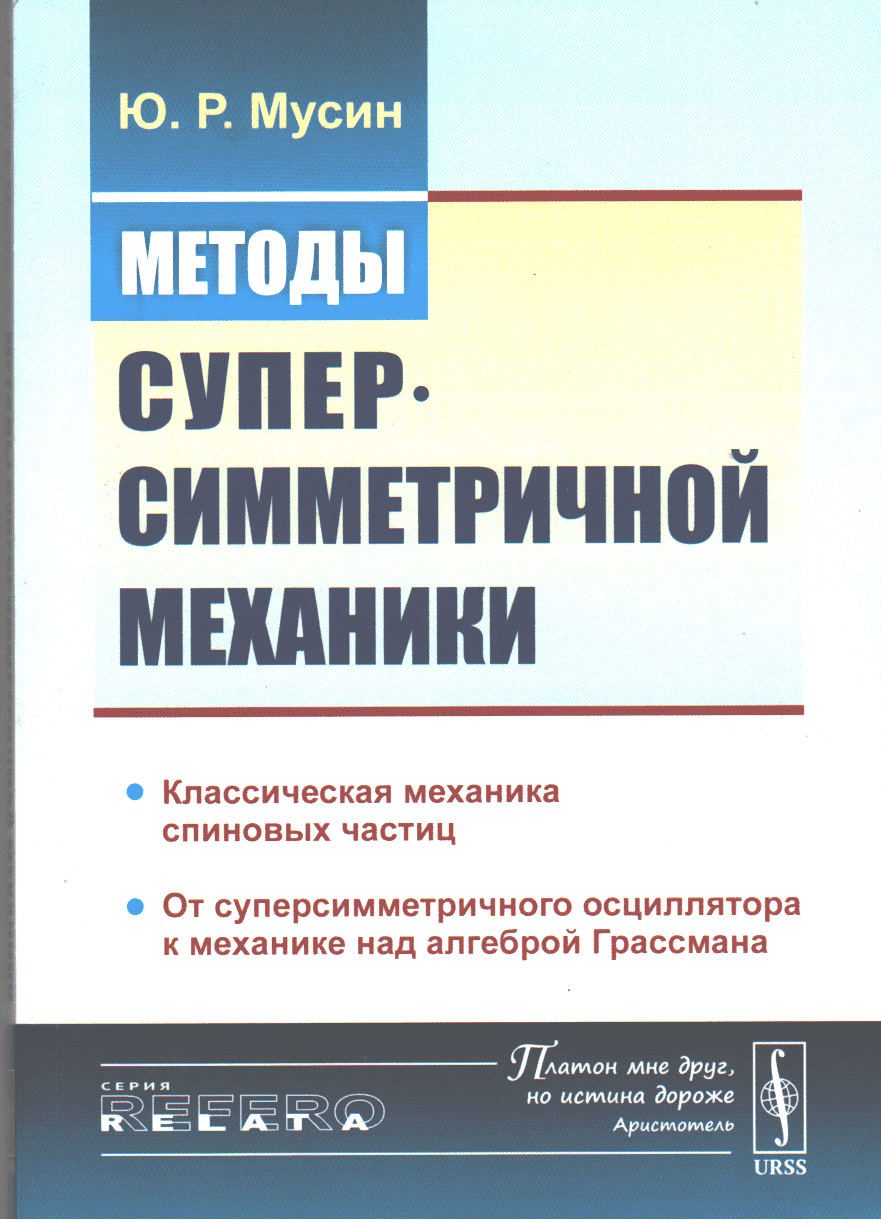 Ю. Р. Мусин
МЕТОДЫ
СУПЕР-
СИММЕТРИЧНОЙ
МЕХАНИКИ
Классическая механика
спиновых частиц
От суперсимметричного осциллятора
к механике над алгеброй Грассмана
СЕРИЯ
REFERO
RELATA
Платон мне друг,
но истина дороже
Аристотель
URSS